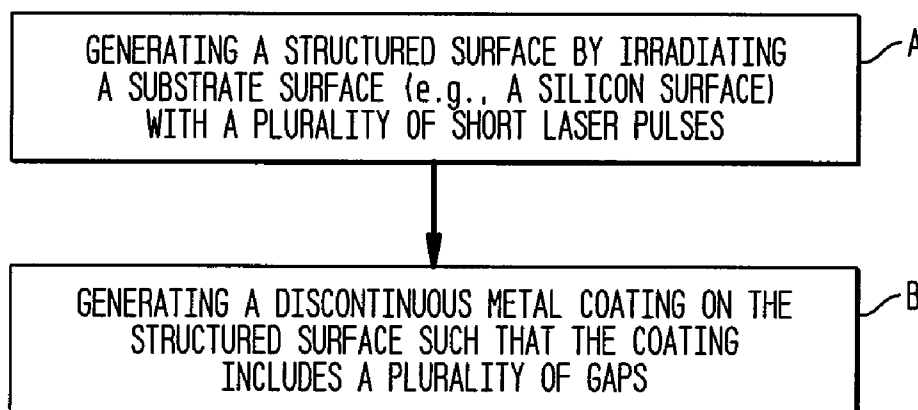 GENERATING A STRUCTURED SURFACE BY IRRADIATING
A SUBSTRATE SURFACE (e.g., A SILICON SURFACE)
WITH A PLURALITY OF SHORT LASER PULSES
A
GENERATING A DISCONTINUOUS METAL COATING ON THE
STRUCTURED SURFACE SUCH THAT THE COATING
INCLUDES A PLURALITY OF GAPS
B